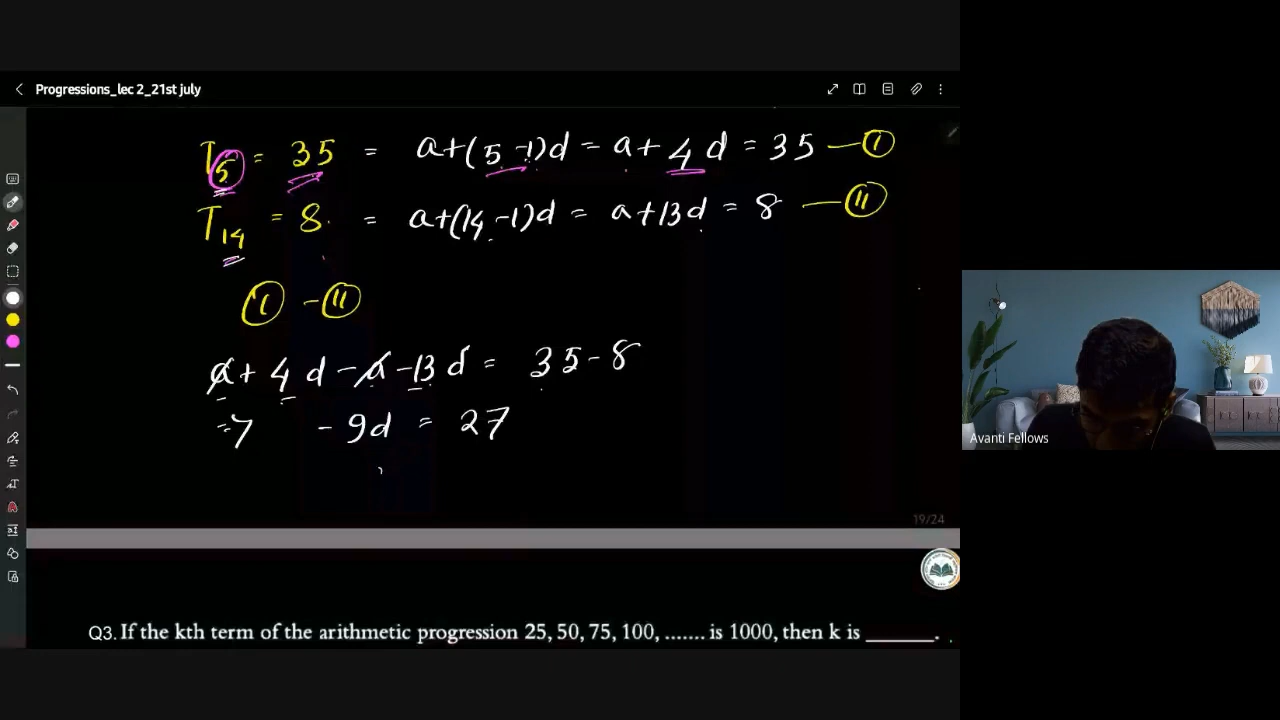 Progressions_lec 2_21st july
T5 = 35 = a+(5-1)d = a+4d = 35 — I
T14 = 8 = a+(14-1)d = a+13d = 8 — II
I - II
a+4d-a-13d = 35-8
=> -9d = 27
19/24
Q3. If the kth term of the arithmetic progression 25, 50, 75, 100, ....... is 1000, then k is ______.
Avanti Fellows